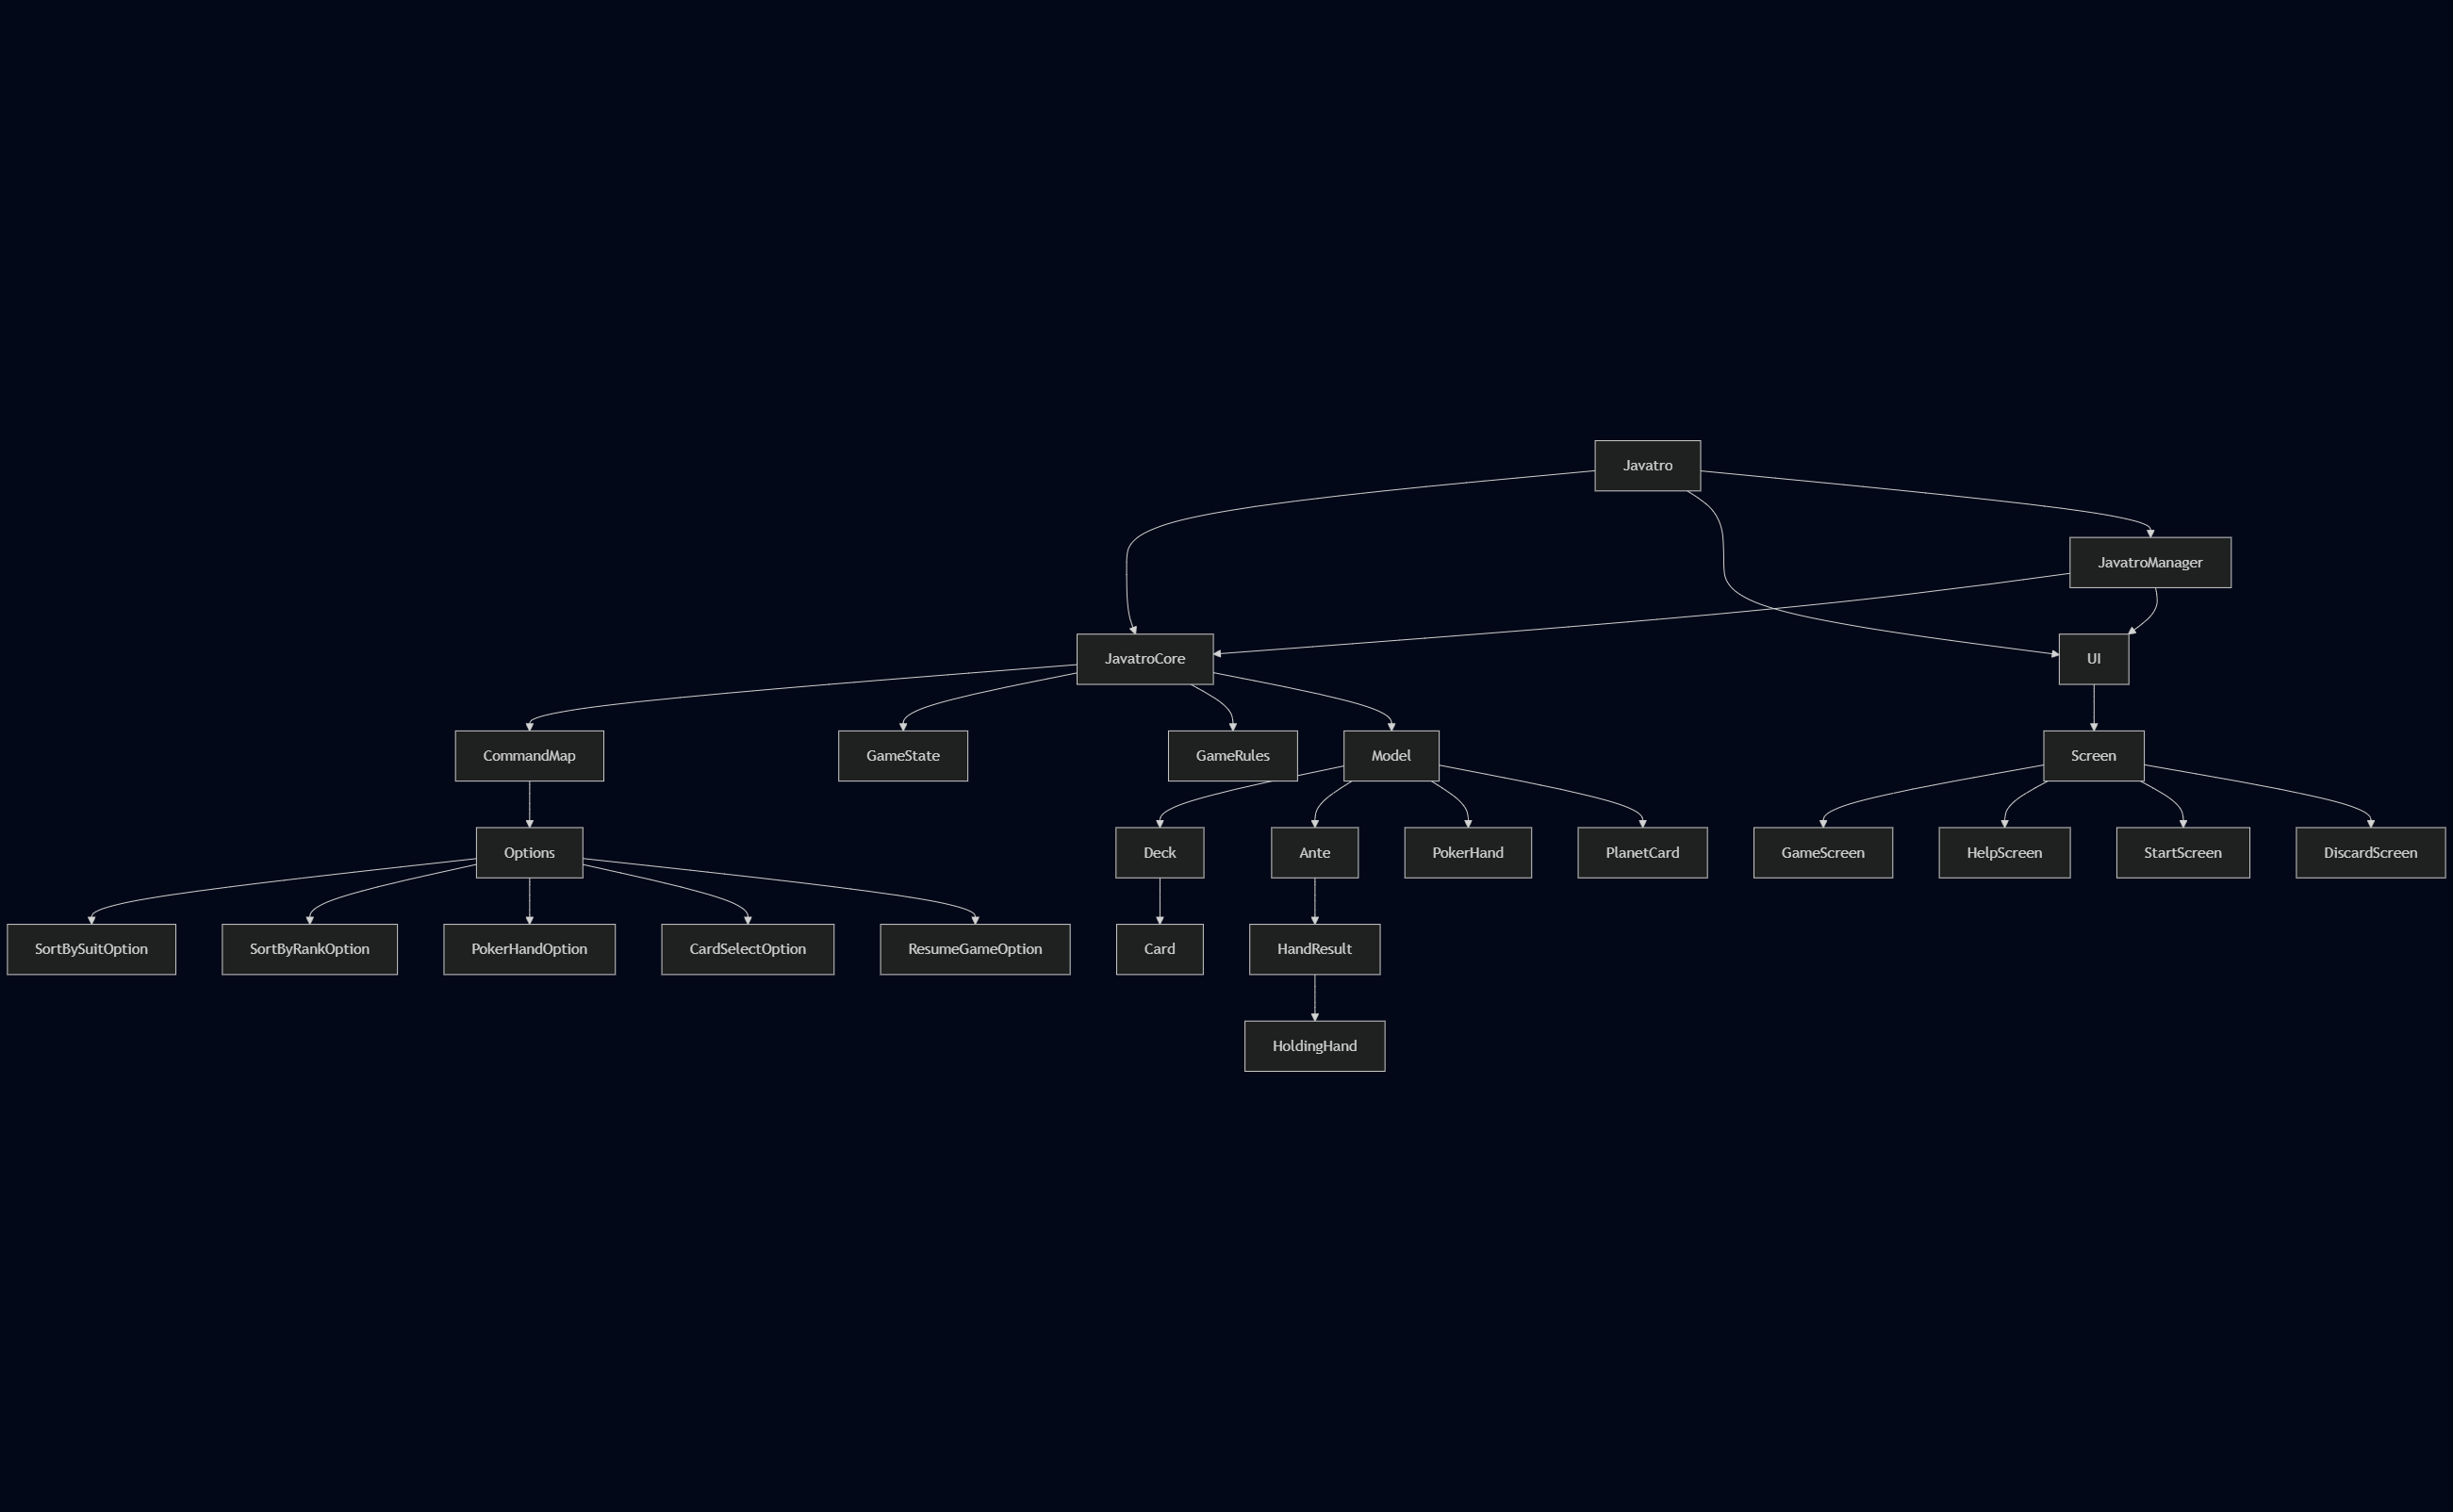 Javatro
JavatroManager
JavatroCore
UI
CommandMap
GameState
GameRules
Model
Screen
Options
Deck
Ante
PokerHand
PlanetCard
GameScreen
HelpScreen
StartScreen
DiscardScreen
SortBySuitOption
SortByRankOption
PokerHandOption
CardSelectOption
ResumeGameOption
Card
HandResult
HoldingHand